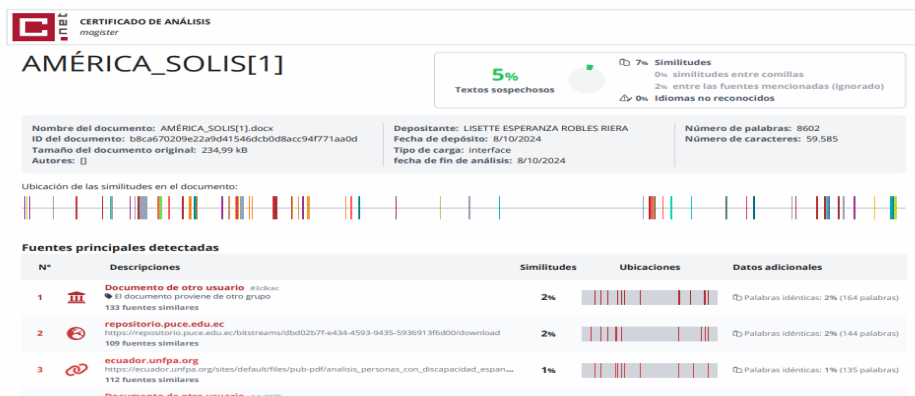 net
CERTIFICADO DE ANÁLISIS
magister
AMÉRICA_SOLIS[1]
5%
Textos sospechosos
7% Similitudes
0% similitudes entre comillas
2% entre las fuentes mencionadas (ignorado)
0% Idiomas no reconocidos
Nombre del documento: AMÉRICA_SOLIS[1].docx
ID del documento: b8ca670209e22a9d41546dcb0d8acc94f771aa0d
Tamaño del documento original: 234,99 kB
Autores: []
Depositante: LISETTE ESPERANZA ROBLES RIERA
Fecha de depósito: 8/10/2024
Tipo de carga: interface
fecha de fin de análisis: 8/10/2024
Número de palabras: 8602
Número de caracteres: 59.585
Ubicación de las similitudes en el documento:
Fuentes principales detectadas
N° Descripciones Similitudes Ubicaciones Datos adicionales
1 Documento de otro usuario #3c8cec
El documento proviene de otro grupo
133 fuentes similares
2% Palabras idénticas: 2% (164 palabras)
2 repositorio.puce.edu.ec
https://repositorio.puce.edu.ec/bitstreams/dbd02b7f-e434-4593-9435-5936913f6d00/download
109 fuentes similares
2% Palabras idénticas: 2% (144 palabras)
3 ecuador.unfpa.org
https://ecuador.unfpa.org/sites/default/files/pub-pdf/analisis_personas_con_discapacidad_espan...
112 fuentes similares
1% Palabras idénticas: 1% (135 palabras)